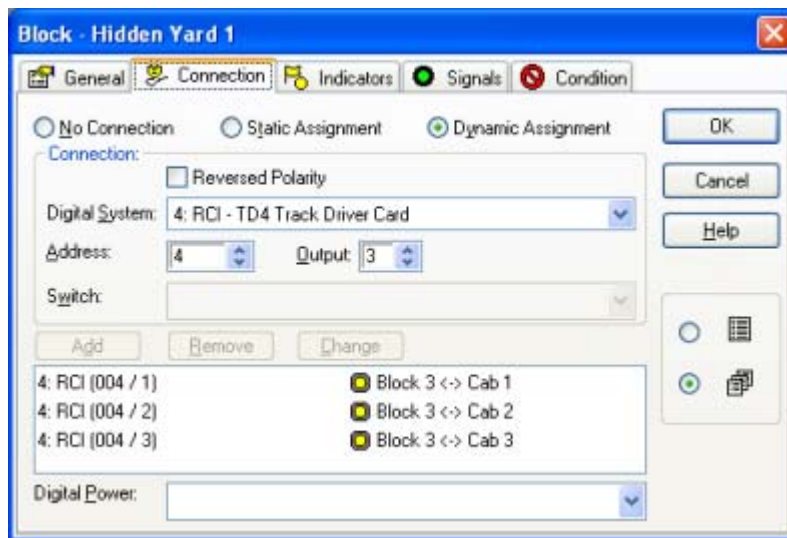 Block - Hidden Yard 1
General Connection Indicators Signals Condition
No Connection Static Assignment Dynamic Assignment OK
Connection:
Reversed Polarity Cancel
Digital System: 4: RCI - TD4 Track Driver Card
Help
Address: 4 Output: 3
Switch:
Add Remove Change
4: RCI (004 / 1) Block 3 <-> Cab 1
4: RCI (004 / 2) Block 3 <-> Cab 2
4: RCI (004 / 3) Block 3 <-> Cab 3
Digital Power: